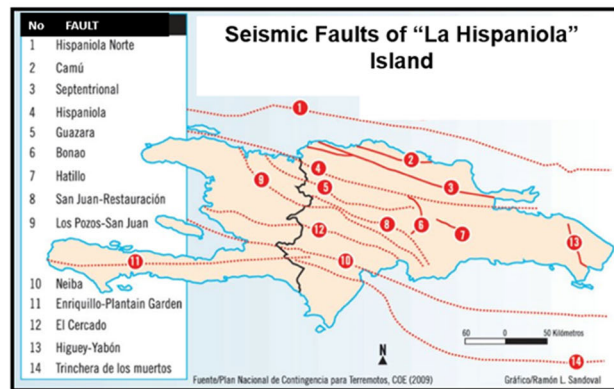 No FAULT
1 Hispaniola Norte
2 Camú
3 Septentrional
4 Hispaniola
5 Guazara
6 Bonao
7 Hatillo
8 San Juan-Restauración
9 Los Pozos-San Juan
10 Neiba
11 Enriquillo-Plantain Garden
12 El Cercado
13 Higuey-Yabón
14 Trinchera de los muertos
Seismic Faults of “La Hispaniola”
Island
1
2
3
4
5
9
8
6
7
12
13
10
11
14
60 0 50 Kilómetros
N
Fuente/Plan Nacional de Contingencia para Terremotos, COE (2009)
Gráfico/Ramón L. Sandoval